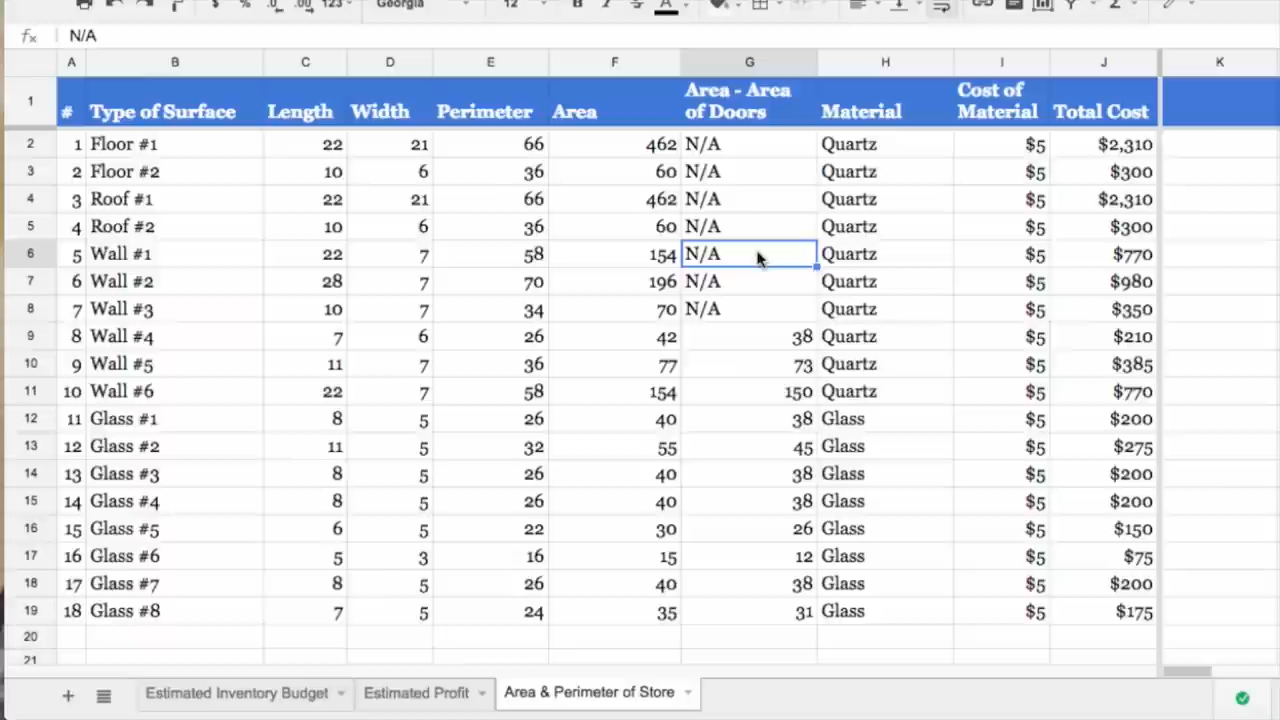 $ % .0 .00 123 Georgia 12 B I S A
fx N/A
A B C D E F G H I J K
1 # Type of Surface Length Width Perimeter Area Area - Area of Doors Material Cost of Material Total Cost
2 1 Floor #1 22 21 66 462 N/A Quartz $5 $2,310
3 2 Floor #2 10 6 36 60 N/A Quartz $5 $300
4 3 Roof #1 22 21 66 462 N/A Quartz $5 $2,310
5 4 Roof #2 10 6 36 60 N/A Quartz $5 $300
6 5 Wall #1 22 7 58 154 N/A Quartz $5 $770
7 6 Wall #2 28 7 70 196 N/A Quartz $5 $980
8 7 Wall #3 10 7 34 70 N/A Quartz $5 $350
9 8 Wall #4 7 6 26 42 38 Quartz $5 $210
10 9 Wall #5 11 7 36 77 73 Quartz $5 $385
11 10 Wall #6 22 7 58 154 150 Quartz $5 $770
12 11 Glass #1 8 5 26 40 38 Glass $5 $200
13 12 Glass #2 11 5 32 55 45 Glass $5 $275
14 13 Glass #3 8 5 26 40 38 Glass $5 $200
15 14 Glass #4 8 5 26 40 38 Glass $5 $200
16 15 Glass #5 6 5 22 30 26 Glass $5 $150
17 16 Glass #6 5 3 16 15 12 Glass $5 $75
18 17 Glass #7 8 5 26 40 38 Glass $5 $200
19 18 Glass #8 7 5 24 35 31 Glass $5 $175
20
21
Estimated Inventory Budget Estimated Profit Area & Perimeter of Store